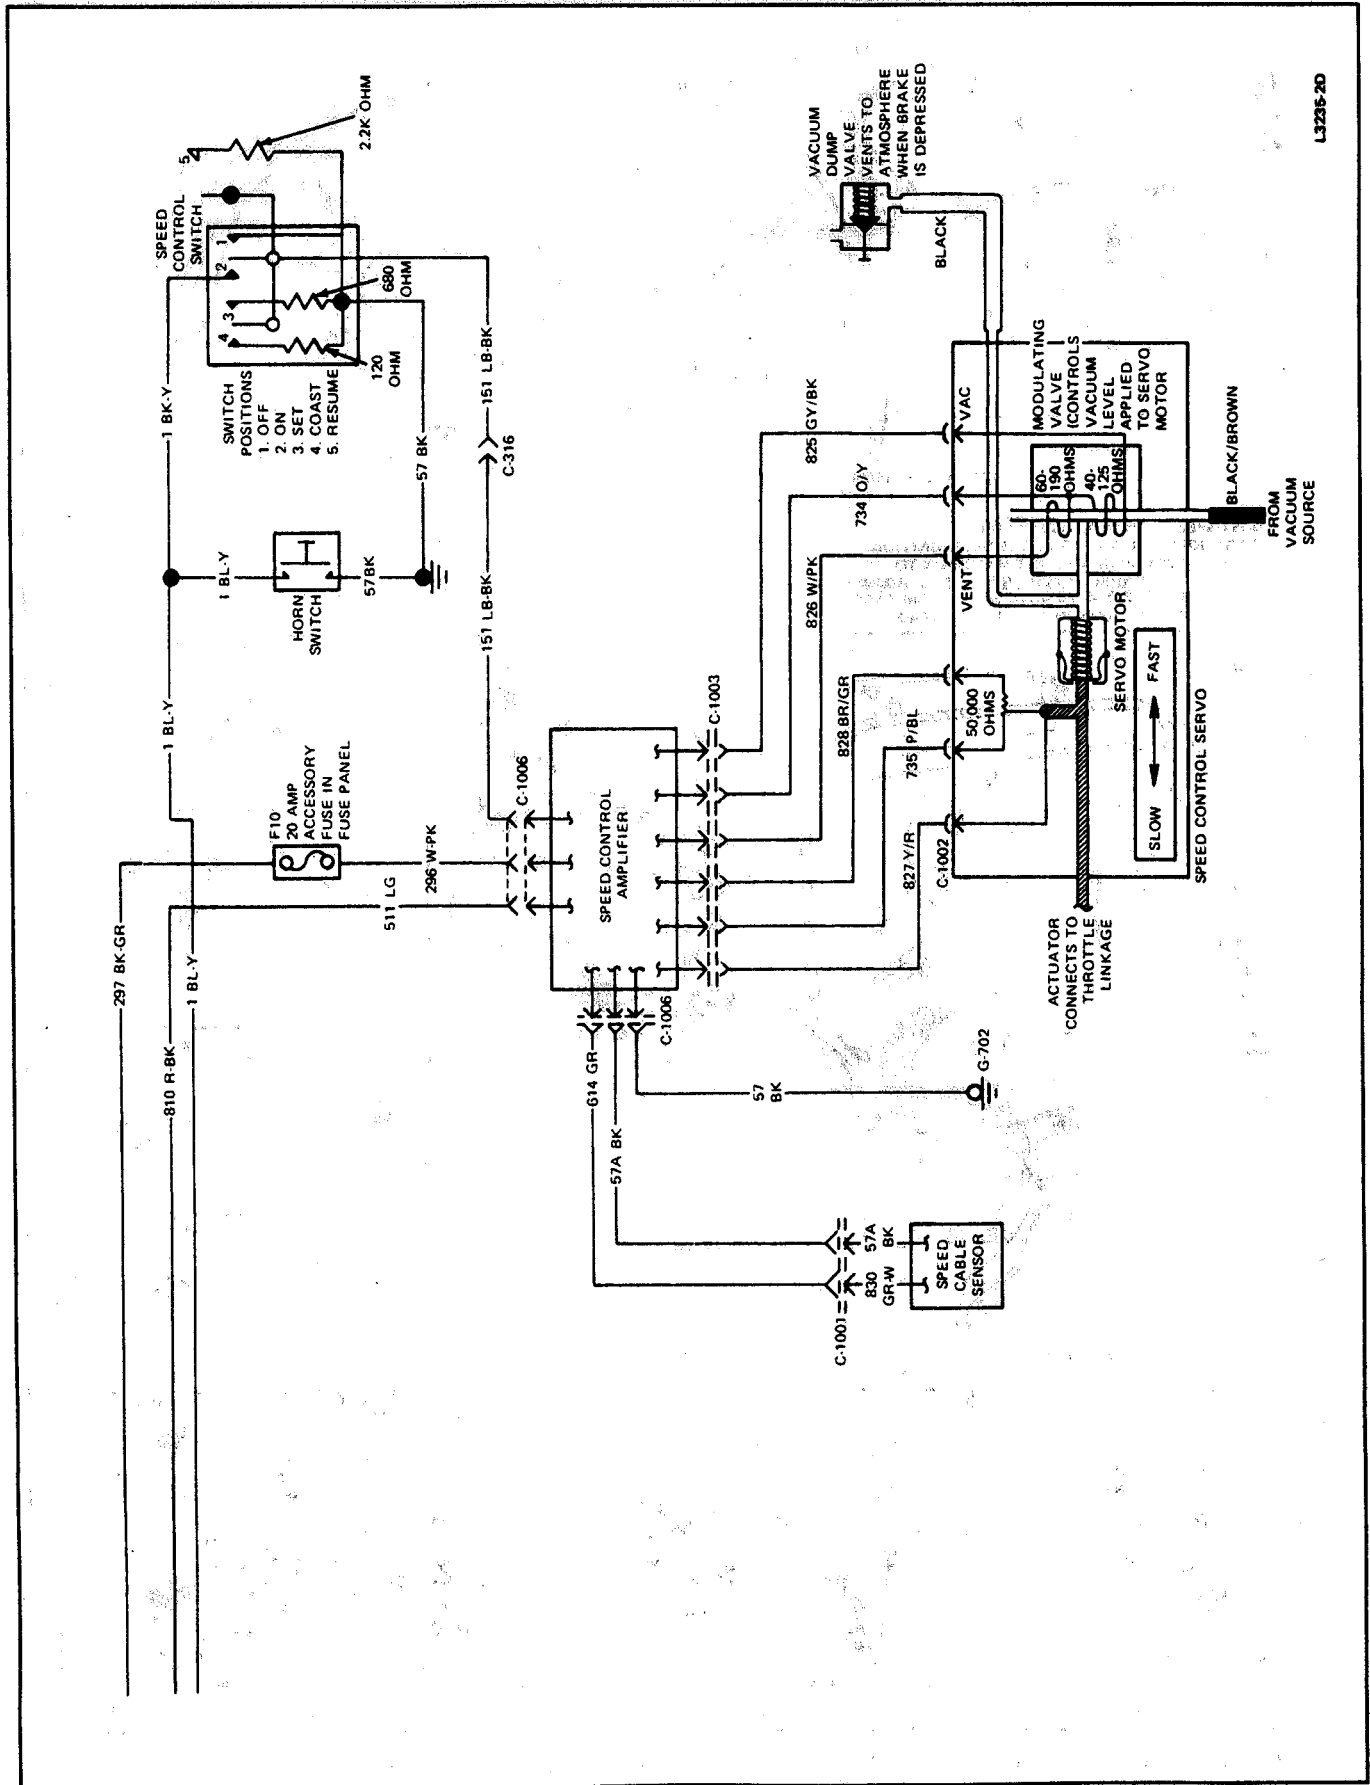 297 BK-GR
810 R-BK
1 BL-Y
1 BL-Y
1 BL-Y
1 BK-Y
F10
20 AMP
ACCESSORY
FUSE IN
FUSE PANEL
HORN
SWITCH
57BK
SWITCH
POSITIONS
1. OFF
2. ON
3. SET
4. COAST
5. RESUME
SPEED
CONTROL
SWITCH
4
3
2
1
5
120
OHM
680
OHM
2.2K OHM
57 BK
511 LG
296 W-PK
151 LB-BK
C-316
151 LB-BK
C-1006
SPEED CONTROL
AMPLIFIER
C-1006
C-1003
614 GR
57A BK
57
BK
G-702
C-1001
830
GR-W
57A
BK
SPEED
CABLE
SENSOR
827 Y/R
735 P/BL
828 BR/GR
826 W/PK
734 O/Y
825 GY/BK
C-1002
50,000
OHMS
VENT
VAC
BLACK
VACUUM
DUMP
VALVE
VENTS TO
ATMOSPHERE
WHEN BRAKE
IS DEPRESSED
MODULATING
VALVE
(CONTROLS
VACUUM
LEVEL
APPLIED
TO SERVO
MOTOR
60-
190
OHMS
40-
125
OHMS
SERVO MOTOR
SLOW
FAST
SPEED CONTROL SERVO
ACTUATOR
CONNECTS TO
THROTTLE
LINKAGE
BLACK/BROWN
FROM
VACUUM
SOURCE
L3235-2D